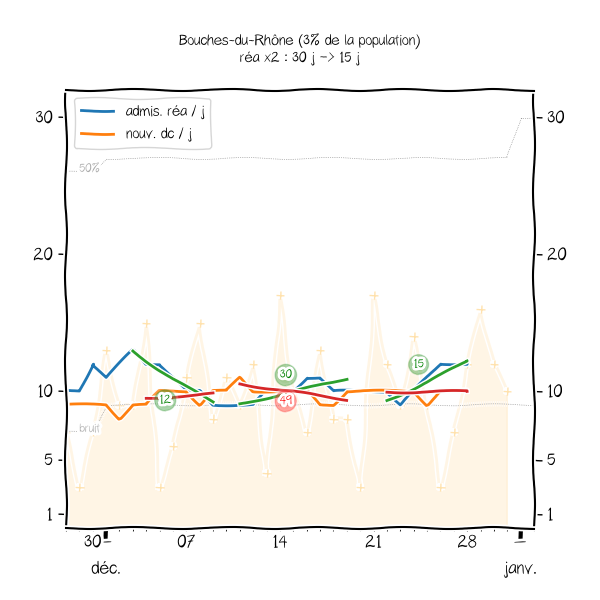 Bouches-du-Rhône (3% de la population)
réa x2 : 30 j -> 15 j
admis. réa / j
nouv. dc / j
30
30
50%
20
20
15
30
12
49
10
10
bruit
5
5
1
1
30
07
14
21
28
déc.
janv.